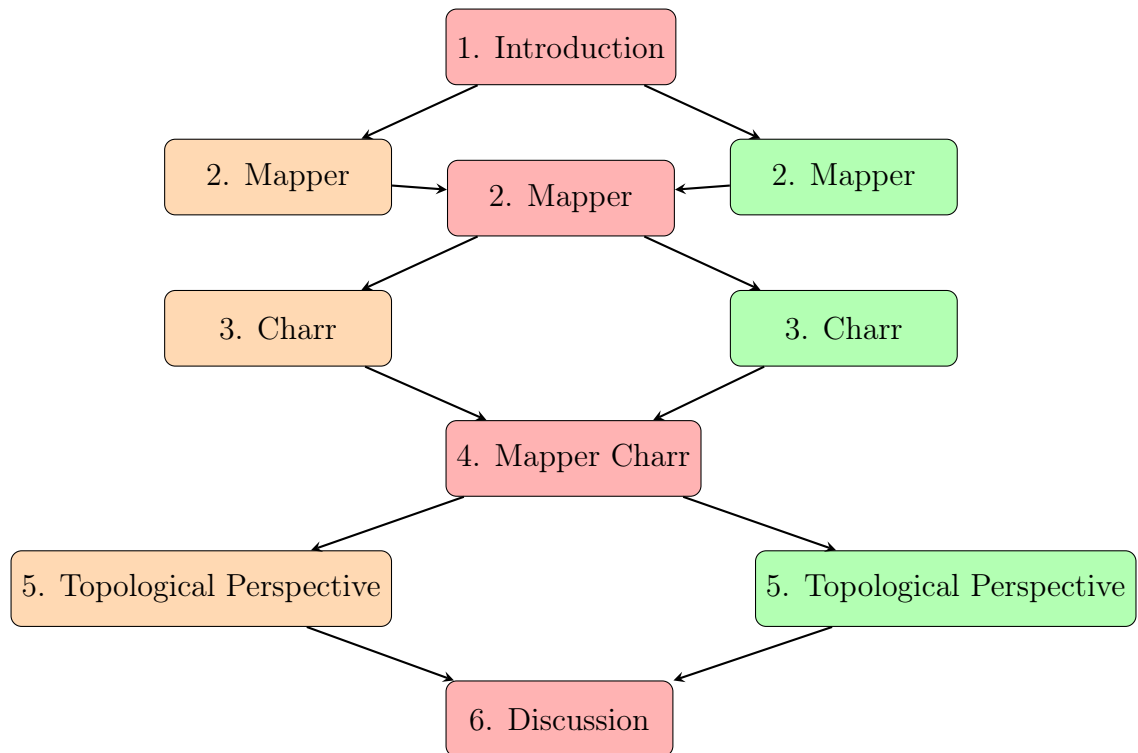 1. Introduction
2. Mapper
2. Mapper
2. Mapper
3. Charr
3. Charr
4. Mapper Charr
5. Topological Perspective
5. Topological Perspective
6. Discussion